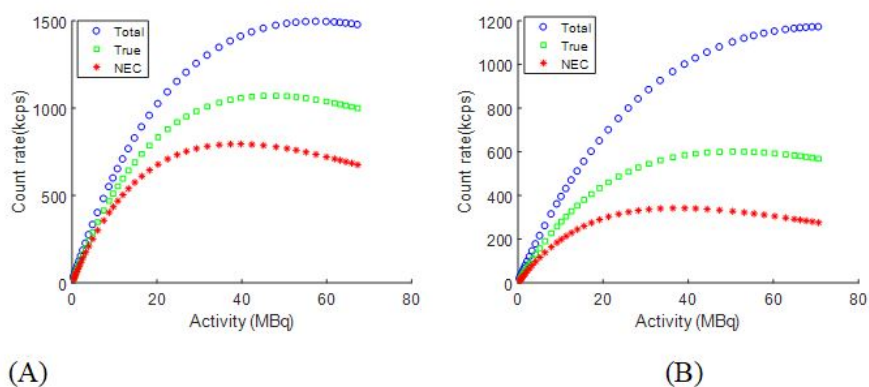 1500
1000
500
0
Count rate(kcps)
Total
True
NEC
0 20 40 60 80
Activity (MBq)
(A)
1200
1000
800
600
400
200
0
Count rate(kcps)
Total
True
NEC
0 20 40 60 80
Activity (MBq)
(B)